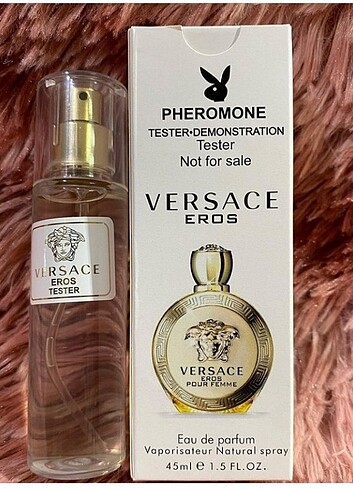 VERSACE
EROS
TESTER
PHEROMONE
TESTER•DEMONSTRATION
Tester
Not for sale
VERSACE
EROS
VERSACE
EROS
POUR FEMME
Eau de parfum
Vaporisateur Natural spray
45ml e 1.5 FL.OZ.